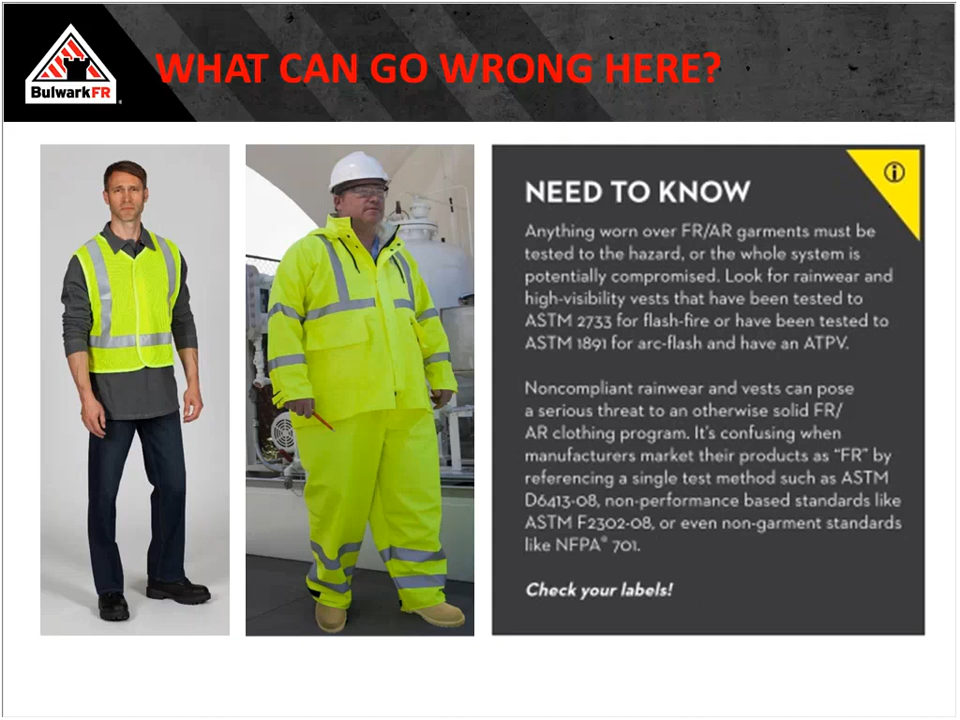 WHAT CAN GO WRONG HERE?
BulwarkFR®
NEED TO KNOW
Anything worn over FR/AR garments must be
tested to the hazard, or the whole system is
potentially compromised. Look for rainwear and
high-visibility vests that have been tested to
ASTM 2733 for flash-fire or have been tested to
ASTM 1891 for arc-flash and have an ATPV.
Noncompliant rainwear and vests can pose
a serious threat to an otherwise solid FR/
AR clothing program. It's confusing when
manufacturers market their products as “FR” by
referencing a single test method such as ASTM
D6413-08, non-performance based standards like
ASTM F2302-08, or even non-garment standards
like NFPA® 701.
Check your labels!